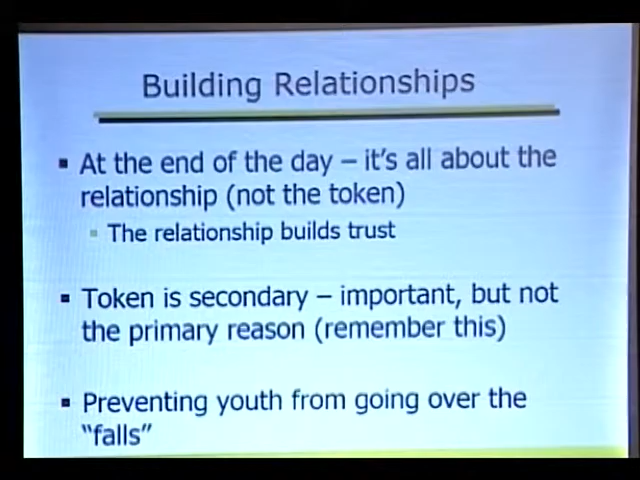 Building Relationships
▪ At the end of the day – it's all about the
relationship (not the token)
▪ The relationship builds trust
▪ Token is secondary – important, but not
the primary reason (remember this)
▪ Preventing youth from going over the
"falls"